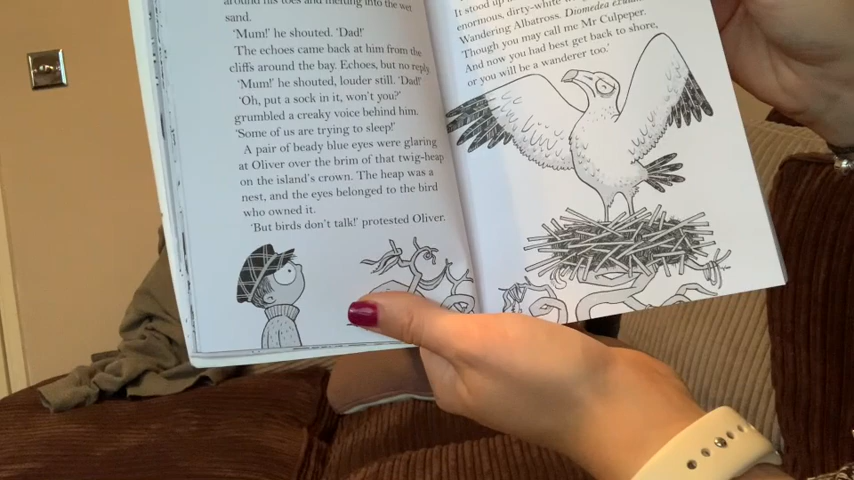 around his toes and melting into the wet
sand.
'Mum!' he shouted. 'Dad!'
The echoes came back at him from the
cliffs around the bay. Echoes, but no reply
'Mum!' he shouted, louder still. 'Dad!'
'Oh, put a sock in it, won't you?'
grumbled a creaky voice behind him.
'Some of us are trying to sleep!'
A pair of beady blue eyes were glaring
at Oliver over the brim of that twig-heap
on the island's crown. The heap was a
nest, and the eyes belonged to the bird
who owned it.
'But birds don't talk!' protested Oliver.
It stood up
enormous, dirty-white
Wandering Albatross. Diomedea
Though you may call me Mr Culpeper.
And now you had best get back to shore,
or you will be a wanderer too.'